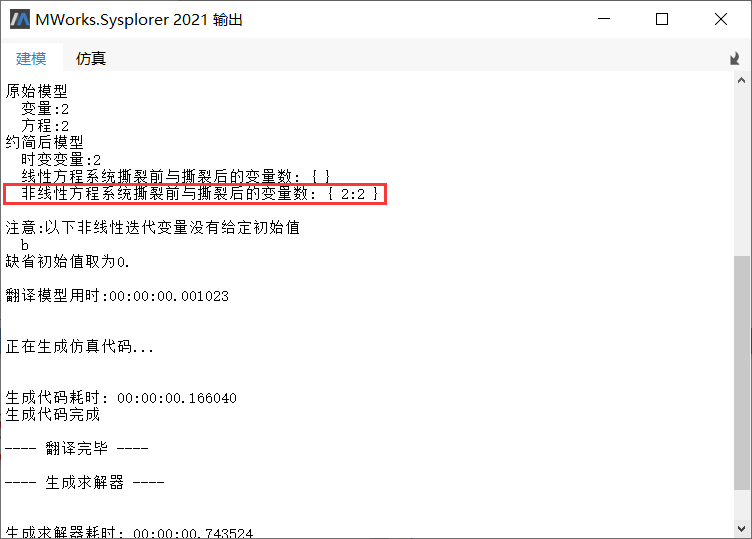 MWorks.Sysplorer 2021 输出
建模 仿真
原始模型
变量:2
方程:2
约简后模型
时变变量:2
线性方程系统撕裂前与撕裂后的变量数: { }
非线性方程系统撕裂前与撕裂后的变量数: { 2:2 }
注意:以下非线性迭代变量没有给定初始值
b
缺省初始值取为0.
翻译模型用时:00:00:00.001023
正在生成仿真代码...
生成代码耗时: 00:00:00.166040
生成代码完成
---- 翻译完毕 ----
---- 生成求解器 ----
生成求解器耗时: 00:00:00.743524